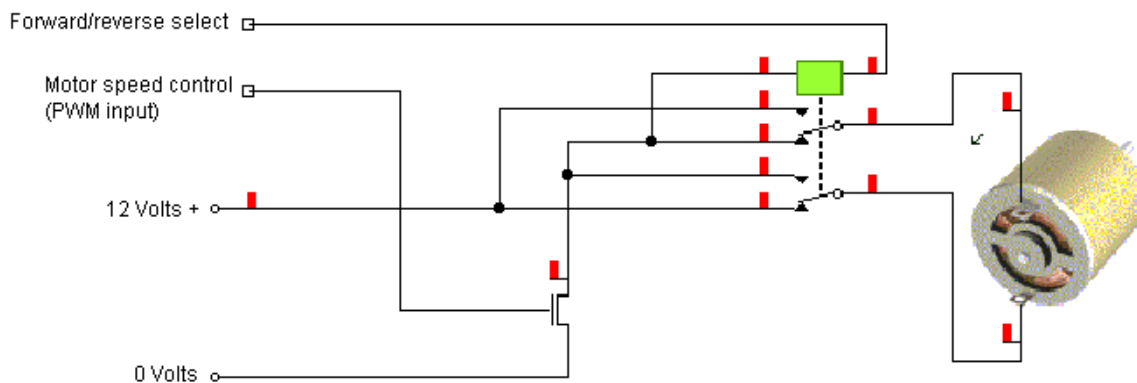 Forward/reverse select
Motor speed control
(PWM input)
12 Volts +
0 Volts